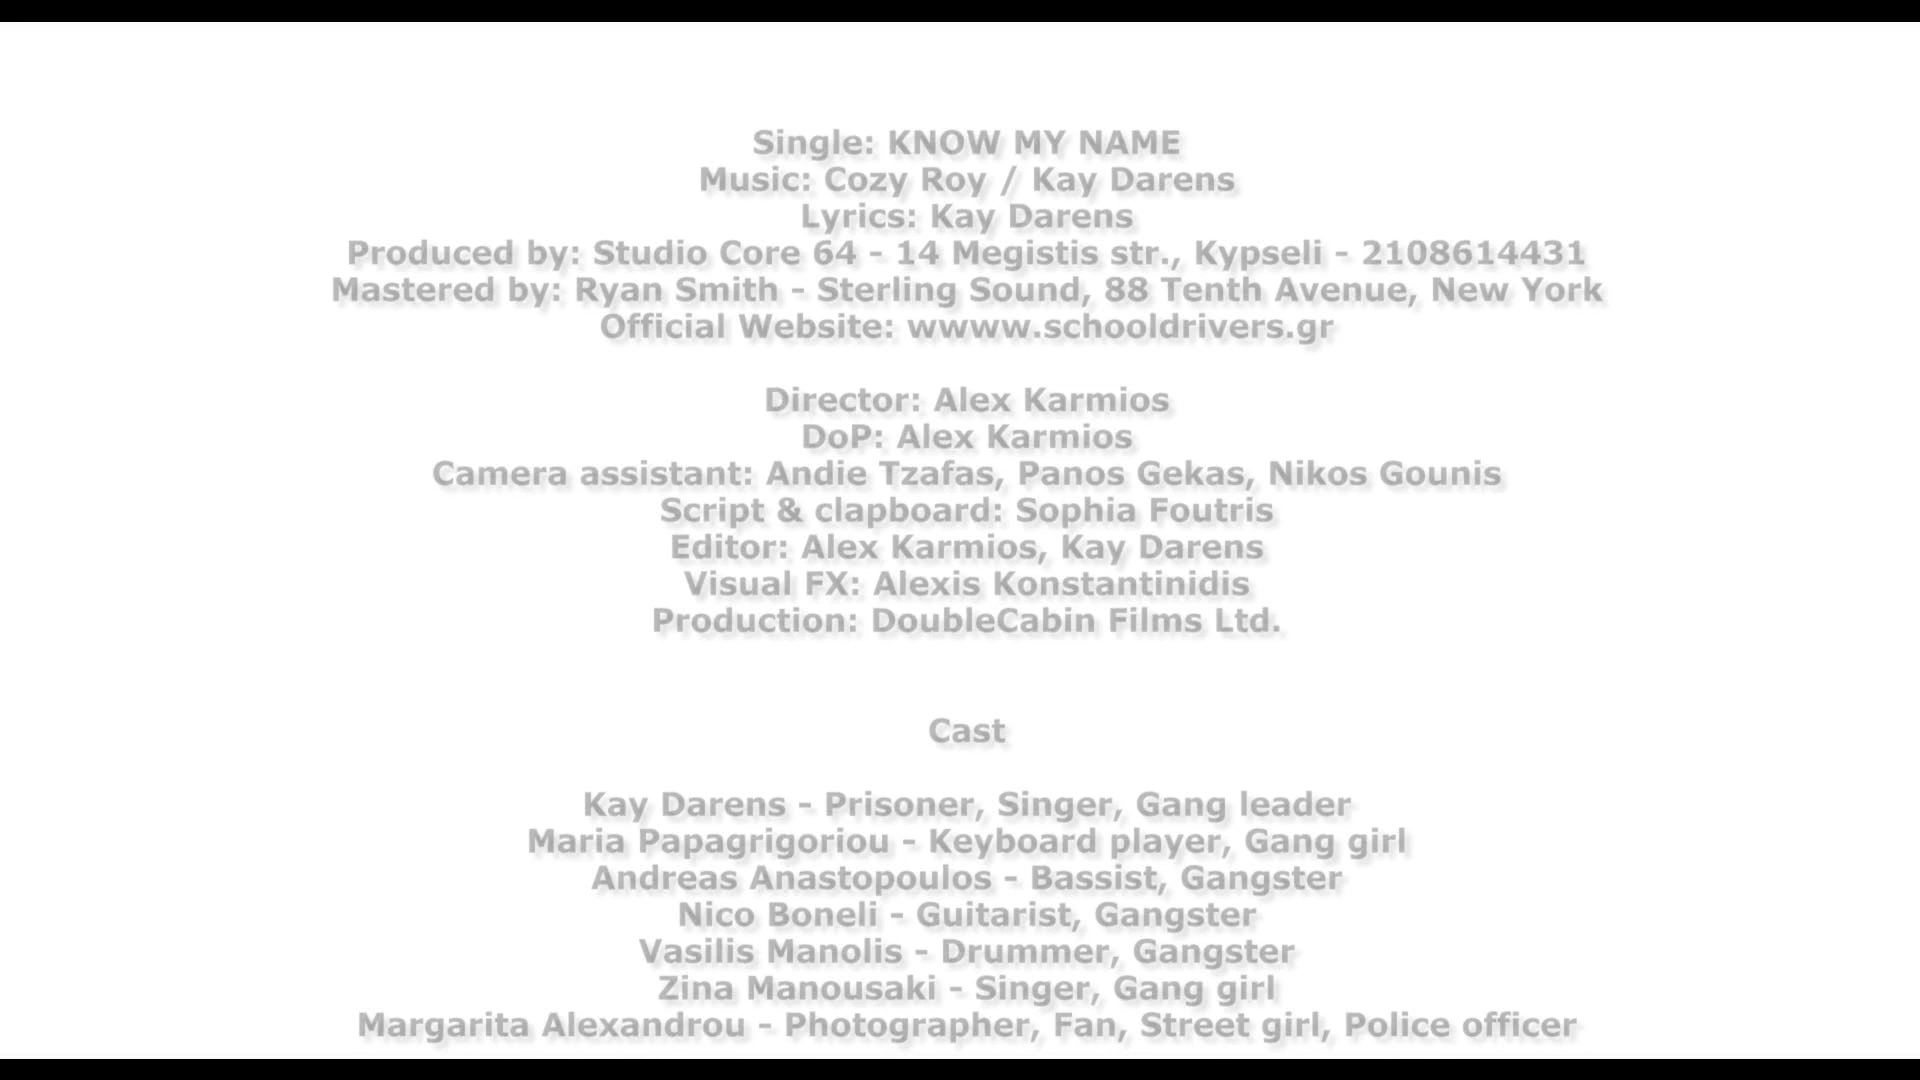 Single: KNOW MY NAME
Music: Cozy Roy / Kay Darens
Lyrics: Kay Darens
Produced by: Studio Core 64 - 14 Megistis str., Kypseli - 2108614431
Mastered by: Ryan Smith - Sterling Sound, 88 Tenth Avenue, New York
Official Website: wwww.schooldrivers.gr
Director: Alex Karmios
DoP: Alex Karmios
Camera assistant: Andie Tzafas, Panos Gekas, Nikos Gounis
Script & clapboard: Sophia Foutris
Editor: Alex Karmios, Kay Darens
Visual FX: Alexis Konstantinidis
Production: DoubleCabin Films Ltd.
Cast
Kay Darens - Prisoner, Singer, Gang leader
Maria Papagrigoriou - Keyboard player, Gang girl
Andreas Anastopoulos - Bassist, Gangster
Nico Boneli - Guitarist, Gangster
Vasilis Manolis - Drummer, Gangster
Zina Manousaki - Singer, Gang girl
Margarita Alexandrou - Photographer, Fan, Street girl, Police officer